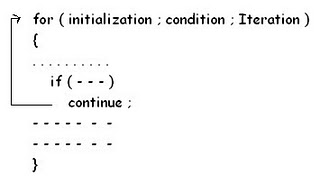 for ( initialization ; condition ; Iteration )
{
. . . . . . . . . .
if ( - - - )
continue ;
- - - - - - -
- - - - - - -
}